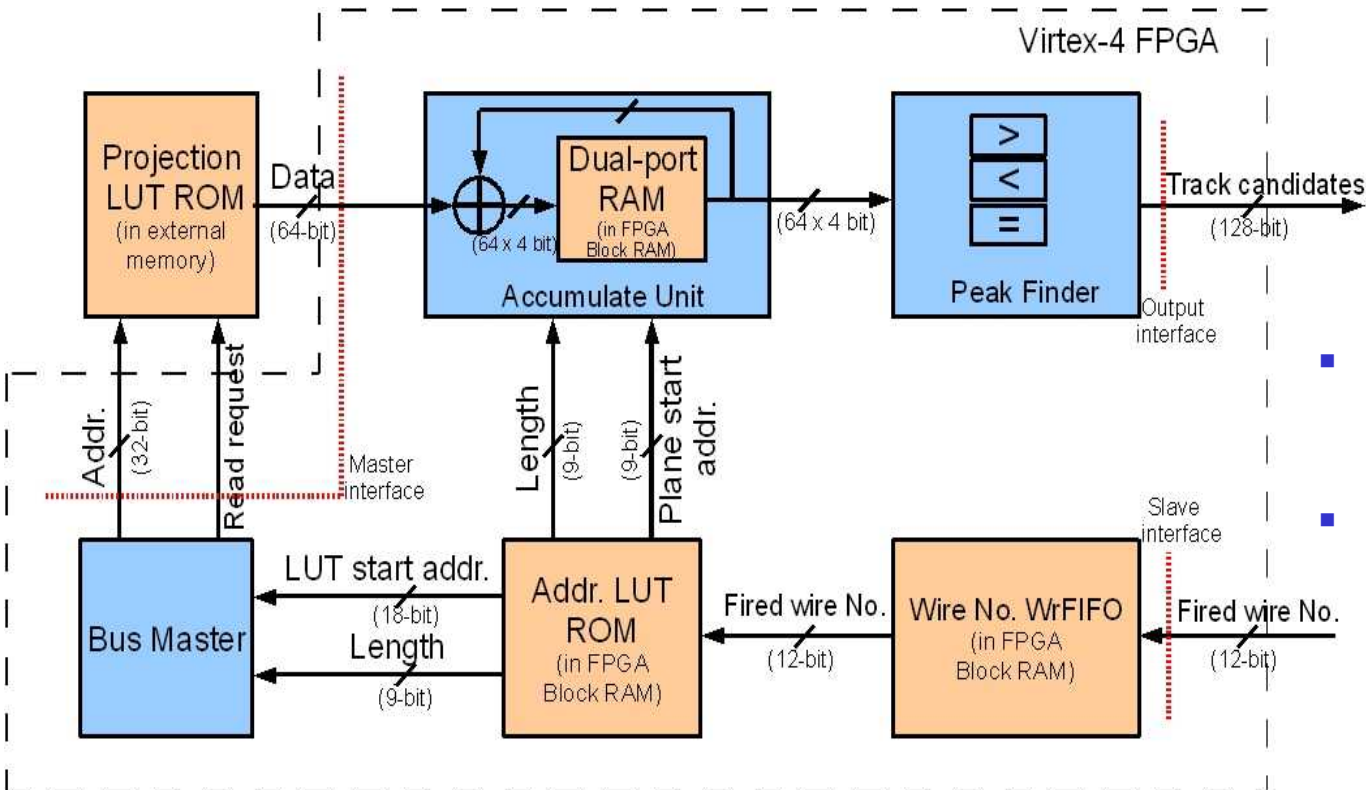 Virtex-4 FPGA
Projection
LUT ROM
(in external
memory)
Data
(64-bit)
(64 x 4 bit)
Dual-port
RAM
(in FPGA
Block RAM)
Accumulate Unit
(64 x 4 bit)
>
<
=
Peak Finder
Track candidates
(128-bit)
Output
interface
Addr.
(32-bit)
Read request
Master
interface
Length
(9-bit)
(9-bit)
Plane start
addr.
Slave
interface
Bus Master
LUT start addr.
(18-bit)
Length
(9-bit)
Addr. LUT
ROM
(in FPGA
Block RAM)
Fired wire No.
(12-bit)
Wire No. WrFIFO
(in FPGA
Block RAM)
Fired wire No.
(12-bit)